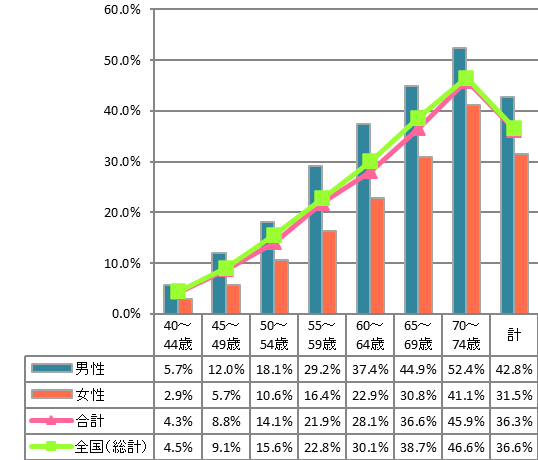 60.0%
50.0%
40.0%
30.0%
20.0%
10.0%
0.0%
40～ 45～ 50～ 55～ 60～ 65～ 70～ 計
44歳 49歳 54歳 59歳 64歳 69歳 74歳
男性 5.7% 12.0% 18.1% 29.2% 37.4% 44.9% 52.4% 42.8%
女性 2.9% 5.7% 10.6% 16.4% 22.9% 30.8% 41.1% 31.5%
合計 4.3% 8.8% 14.1% 21.9% 28.1% 36.6% 45.9% 36.3%
全国(総計) 4.5% 9.1% 15.6% 22.8% 30.1% 38.7% 46.6% 36.6%